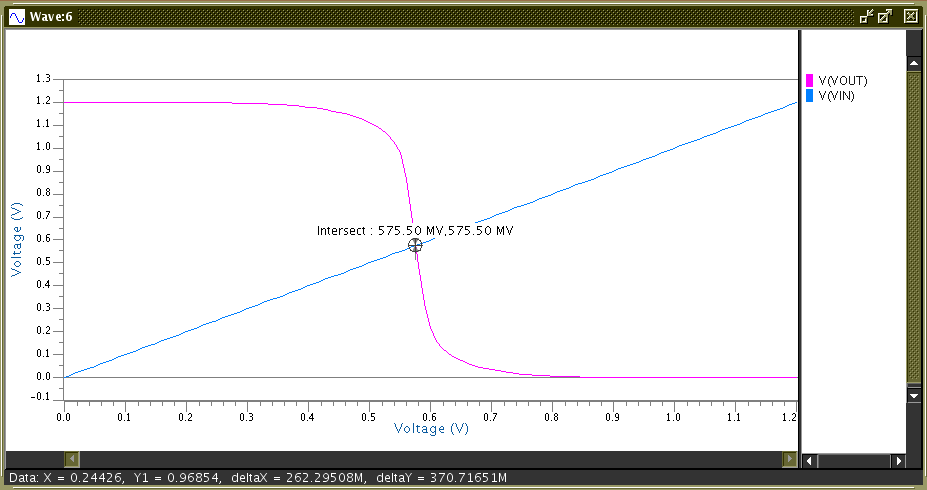 Wave:6
V(VOUT)
V(VIN)
1.3
1.2
1.1
1.0
0.9
0.8
0.7
0.6
0.5
0.4
0.3
0.2
0.1
0.0
-0.1
Voltage (V)
Intersect : 575.50 MV,575.50 MV
0.0 0.1 0.2 0.3 0.4 0.5 0.6 0.7 0.8 0.9 1.0 1.1 1.2
Voltage (V)
Data: X = 0.24426, Y1 = 0.96854, deltaX = 262.29508M, deltaY = 370.71651M